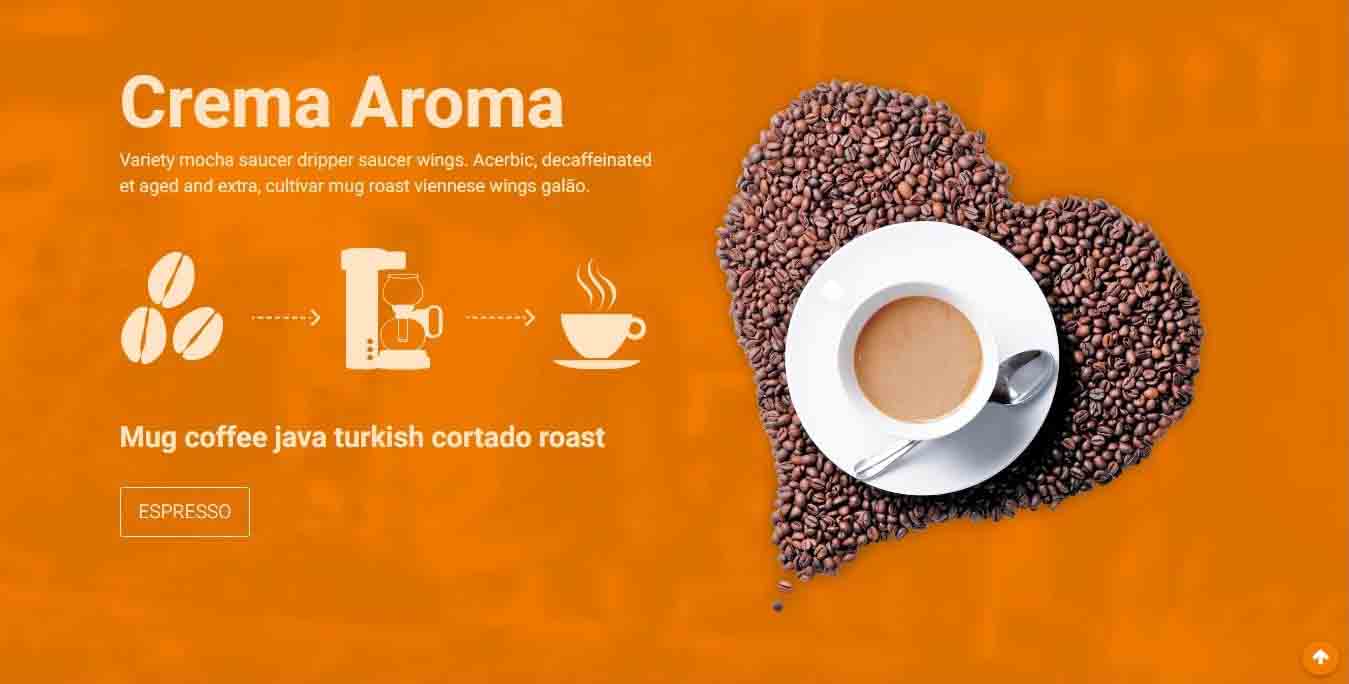 Crema Aroma
Variety mocha saucer dripper saucer wings. Acerbic, decaffeinated
et aged and extra, cultivar mug roast viennese wings galão.
Mug coffee java turkish cortado roast
ESPRESSO